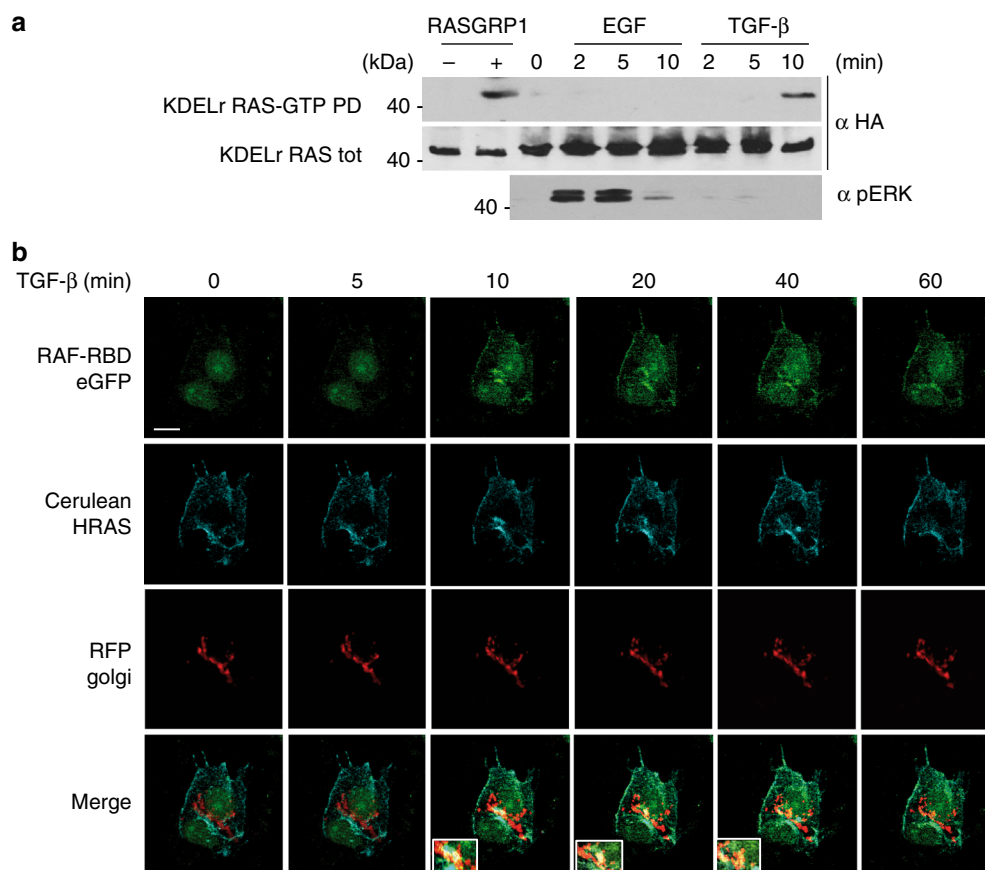 a
RASGRP1 EGF TGF-β
(kDa) – + 0 2 5 10 2 5 10 (min)
KDELr RAS-GTP PD 40 -
α HA
KDELr RAS tot 40 -
40 - α pERK
b
TGF-β (min) 0 5 10 20 40 60
RAF-RBD
eGFP
Cerulean
HRAS
RFP
golgi
Merge